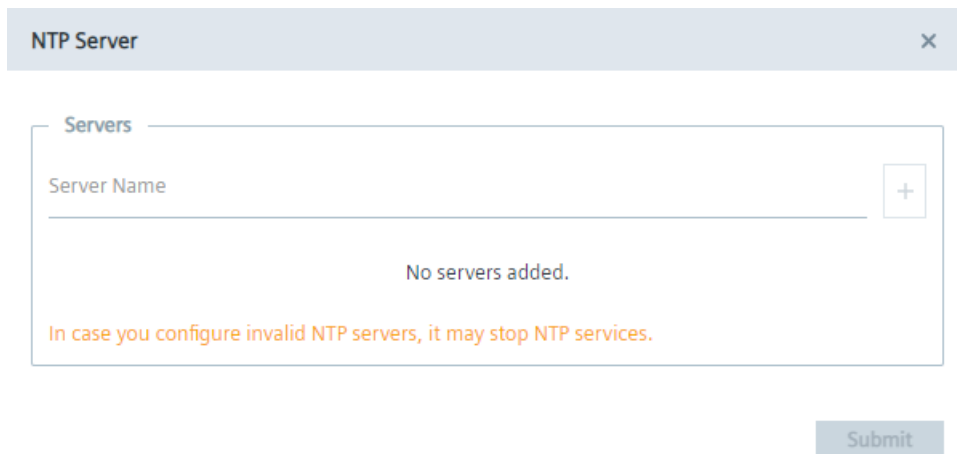 NTP Server
Servers
Server Name
No servers added.
In case you configure invalid NTP servers, it may stop NTP services.
Submit